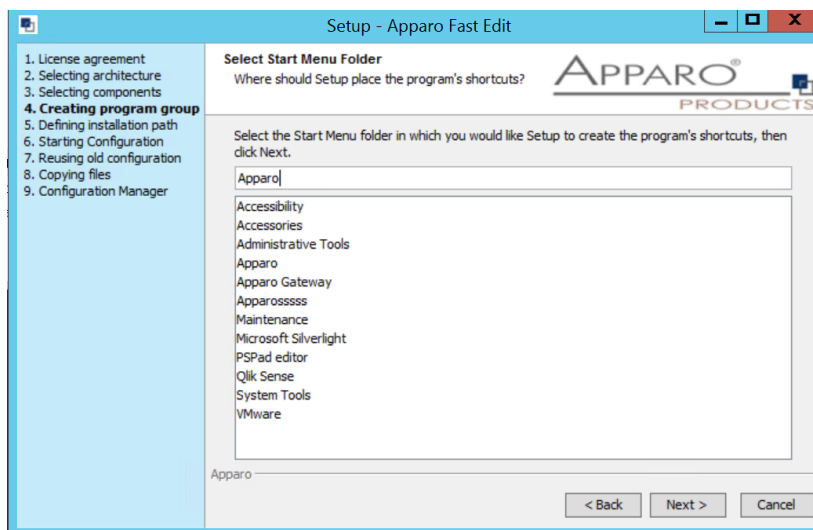 Setup - Apparo Fast Edit
1. License agreement
2. Selecting architecture
3. Selecting components
4. Creating program group
5. Defining installation path
6. Starting Configuration
7. Reusing old configuration
8. Copying files
9. Configuration Manager
Select Start Menu Folder
Where should Setup place the program's shortcuts?
APPARO®
PRODUCTS
Select the Start Menu folder in which you would like Setup to create the program's shortcuts, then
click Next.
Apparo
Accessibility
Accessories
Administrative Tools
Apparo
Apparo Gateway
Apparosssss
Maintenance
Microsoft Silverlight
PSPad editor
Qlik Sense
System Tools
VMware
Apparo
< Back
Next >
Cancel